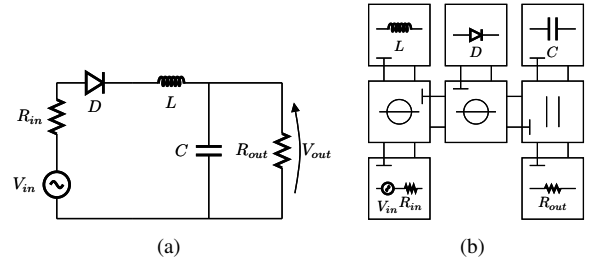 D
L
R_in
C
R_out
V_out
V_in
(a)
L
D
C
V_in R_in
R_out
(b)